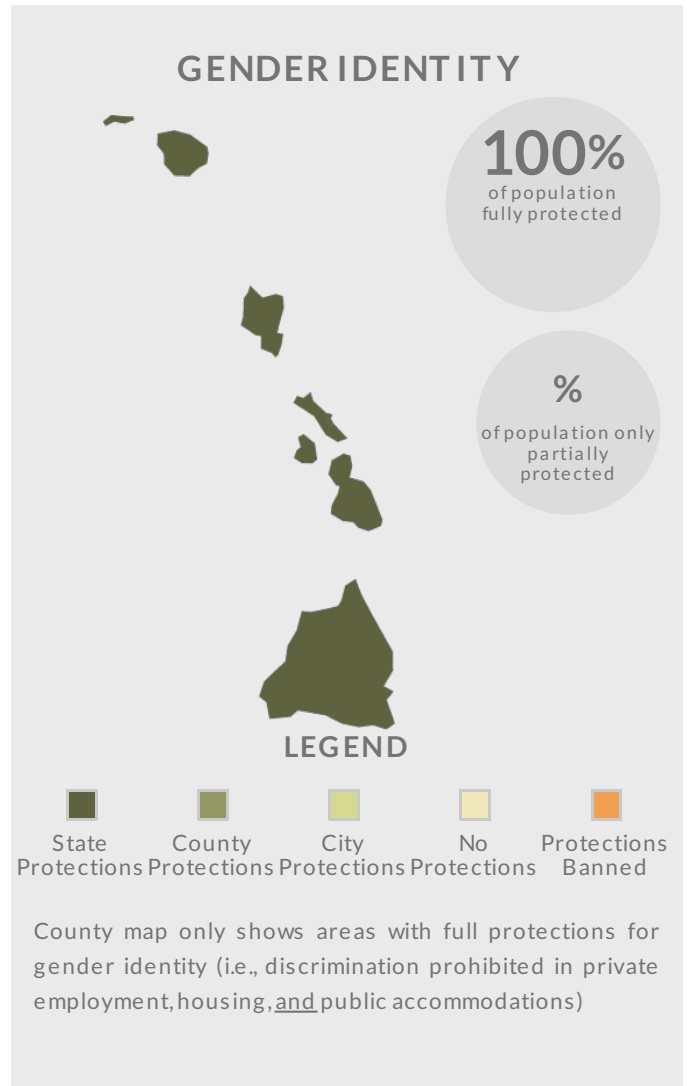 GENDER IDENTITY
100%
of population
fully protected
%
of population only
partially
protected
LEGEND
State
Protections
County
Protections
City
Protections
No
Protections
Protections
Banned
County map only shows areas with full protections for
gender identity (i.e., discrimination prohibited in private
employment, housing, and public accommodations)